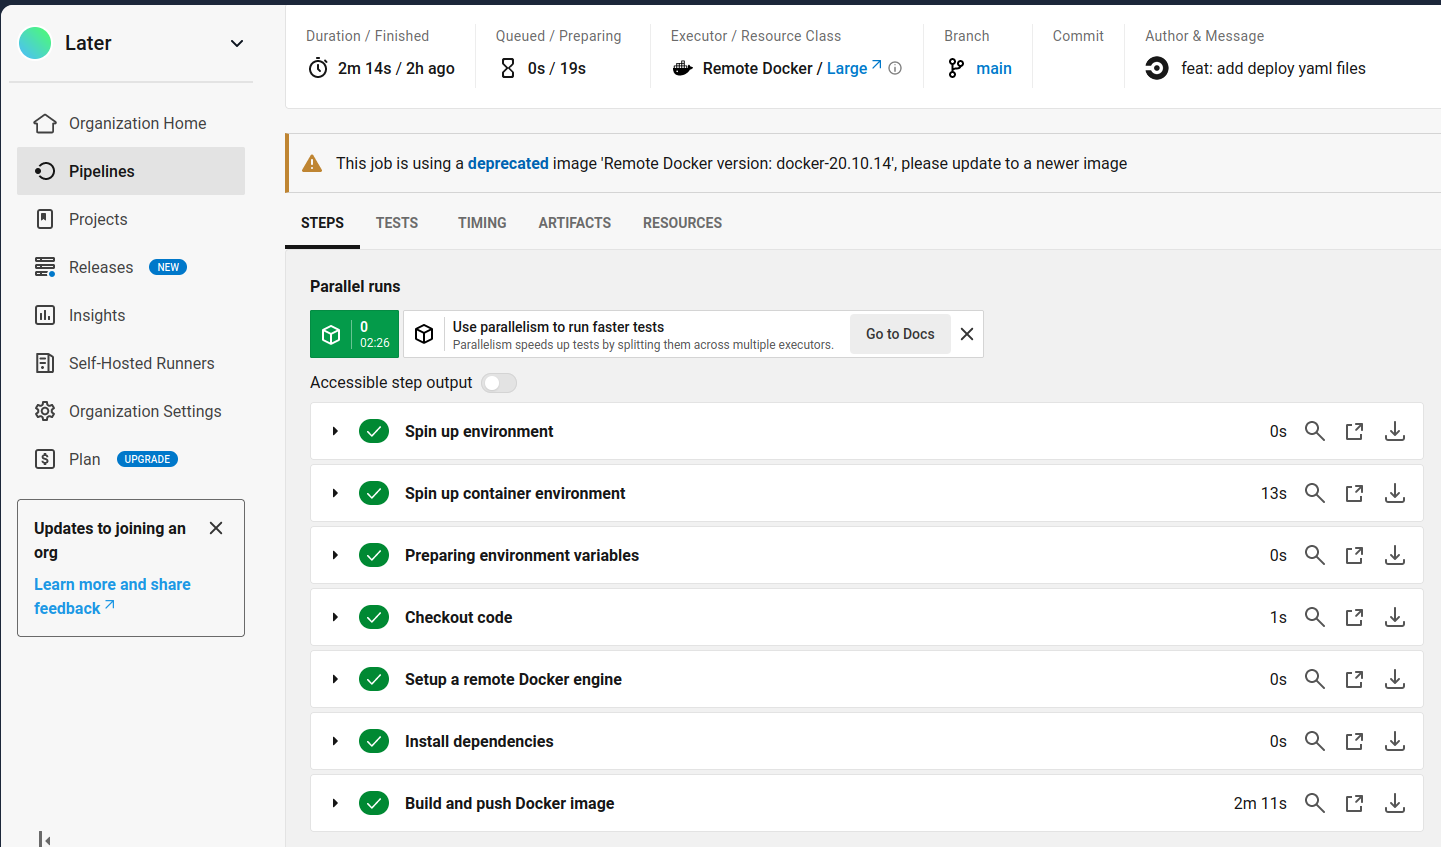 Later
Organization Home
Pipelines
Projects
Releases NEW
Insights
Self-Hosted Runners
Organization Settings
Plan UPGRADE
Updates to joining an
org
Learn more and share
feedback
Duration / Finished
2m 14s / 2h ago
Queued / Preparing
0s / 19s
Executor / Resource Class
Remote Docker / Large
Branch
main
Commit
Author & Message
feat: add deploy yaml files
This job is using a deprecated image 'Remote Docker version: docker-20.10.14', please update to a newer image
STEPS TESTS TIMING ARTIFACTS RESOURCES
Parallel runs
0
02:26
Use parallelism to run faster tests
Parallelism speeds up tests by splitting them across multiple executors.
Go to Docs
Accessible step output
Spin up environment 0s
Spin up container environment 13s
Preparing environment variables 0s
Checkout code 1s
Setup a remote Docker engine 0s
Install dependencies 0s
Build and push Docker image 2m 11s